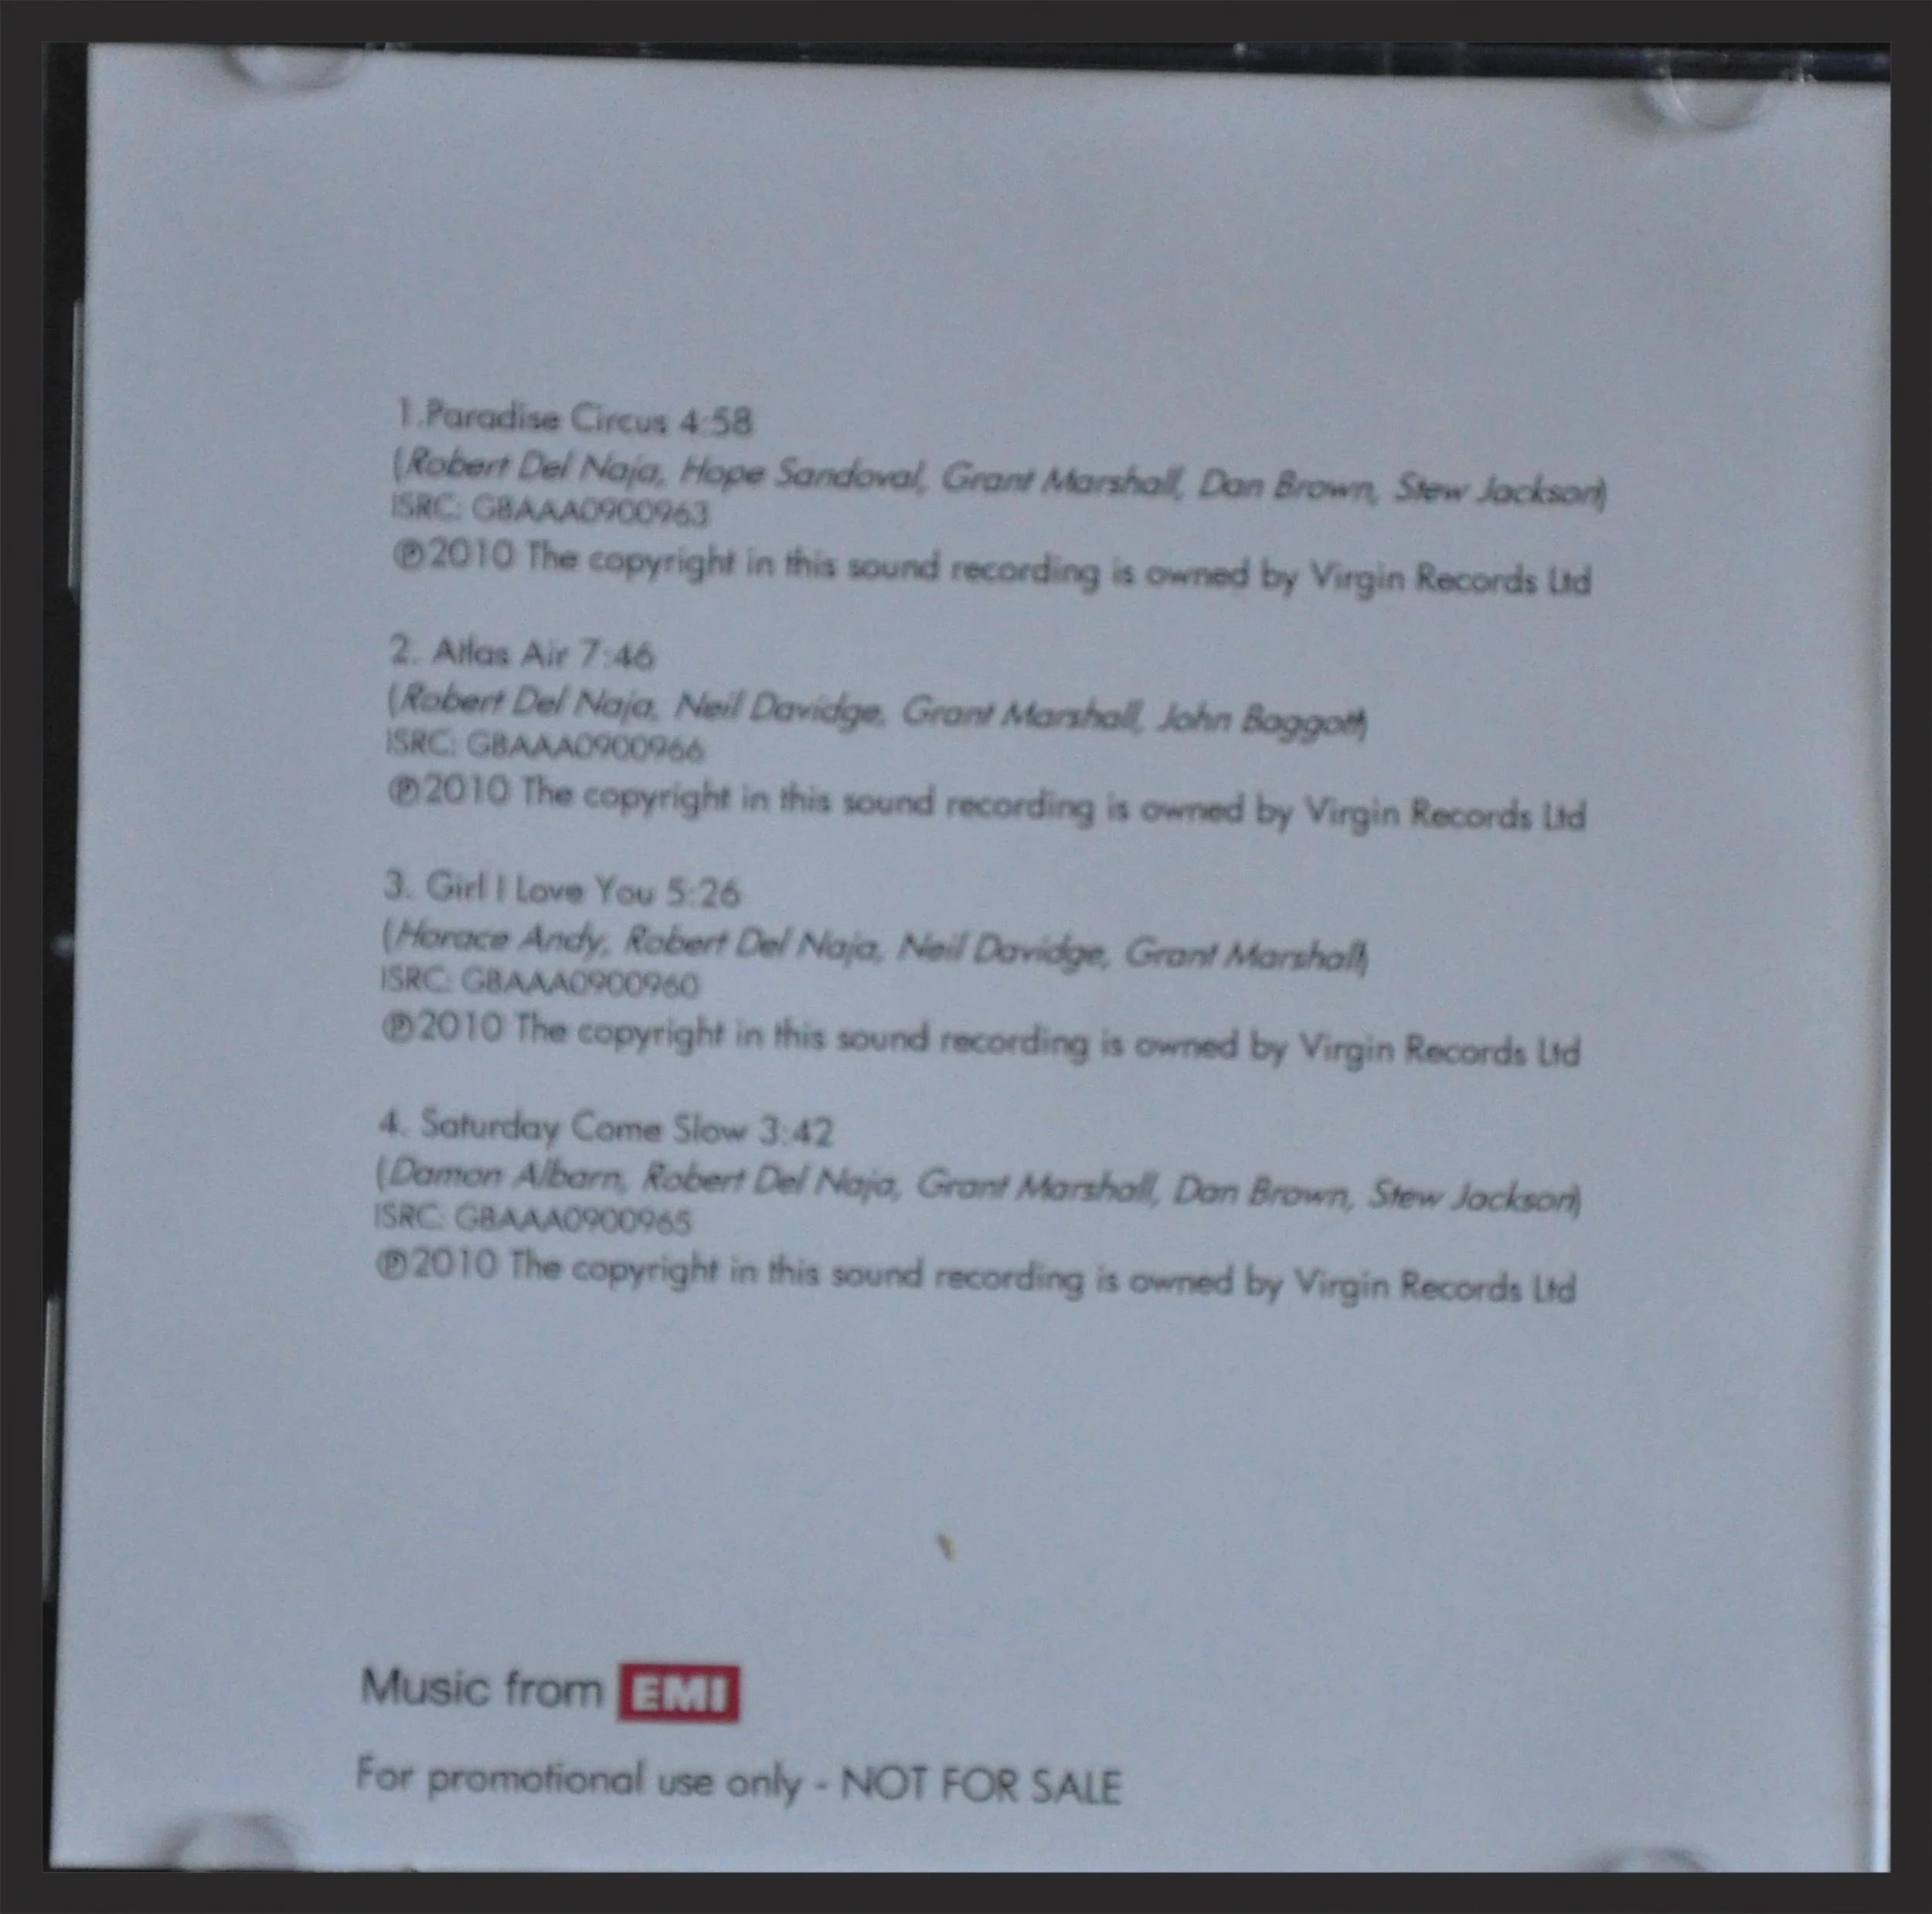 1.Paradise Circus 4:58
(Robert Del Naja, Hope Sandoval, Grant Marshall, Dan Brown, Stew Jackson)
ISRC: GBAAA0900963
℗2010 The copyright in this sound recording is owned by Virgin Records Ltd
2. Atlas Air 7:46
(Robert Del Naja, Neil Davidge, Grant Marshall, John Baggott)
ISRC: GBAAA0900966
℗2010 The copyright in this sound recording is owned by Virgin Records Ltd
3. Girl I Love You 5:26
(Horace Andy, Robert Del Naja, Neil Davidge, Grant Marshall)
ISRC: GBAAA0900960
℗2010 The copyright in this sound recording is owned by Virgin Records Ltd
4. Saturday Come Slow 3:42
(Damon Albarn, Robert Del Naja, Grant Marshall, Dan Brown, Stew Jackson)
ISRC: GBAAA0900965
℗2010 The copyright in this sound recording is owned by Virgin Records Ltd
Music from EMI
For promotional use only - NOT FOR SALE